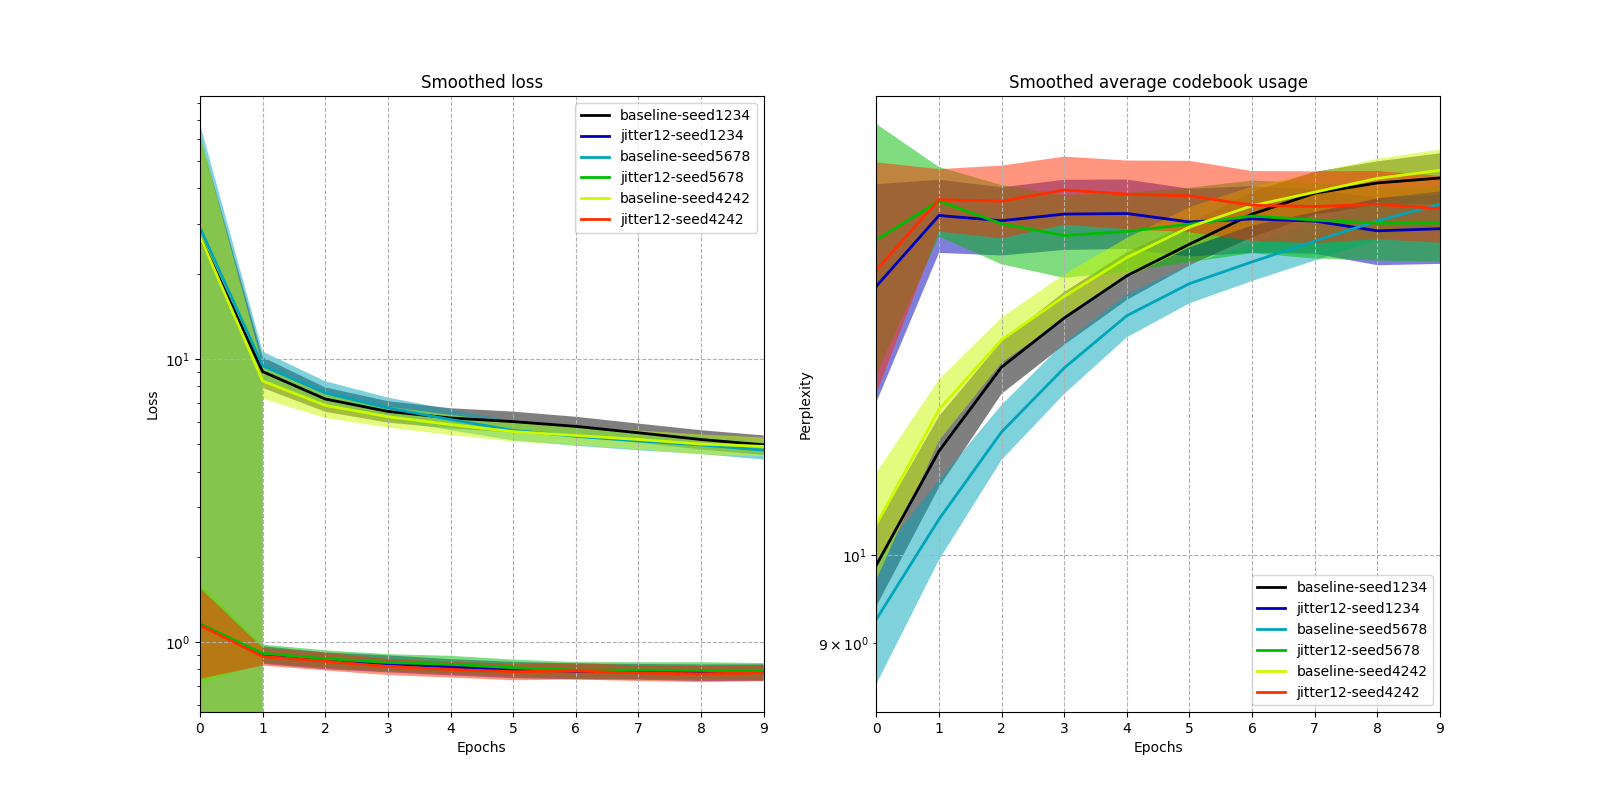 Smoothed loss
Loss
10¹
10⁰
0 1 2 3 4 5 6 7 8 9
Epochs
baseline-seed1234
jitter12-seed1234
baseline-seed5678
jitter12-seed5678
baseline-seed4242
jitter12-seed4242
Smoothed average codebook usage
Perplexity
10¹
9 × 10⁰
0 1 2 3 4 5 6 7 8 9
Epochs
baseline-seed1234
jitter12-seed1234
baseline-seed5678
jitter12-seed5678
baseline-seed4242
jitter12-seed4242